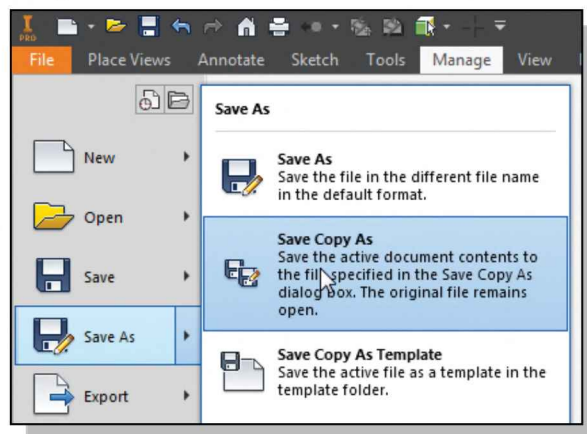 I
PRO
File Place Views Annotate Sketch Tools Manage View
Save As
New
Open
Save
Save As
Export
Save As
Save the file in the different file name
in the default format.
Save Copy As
Save the active document contents to
the file specified in the Save Copy As
dialog box. The original file remains
open.
Save Copy As Template
Save the active file as a template in the
template folder.